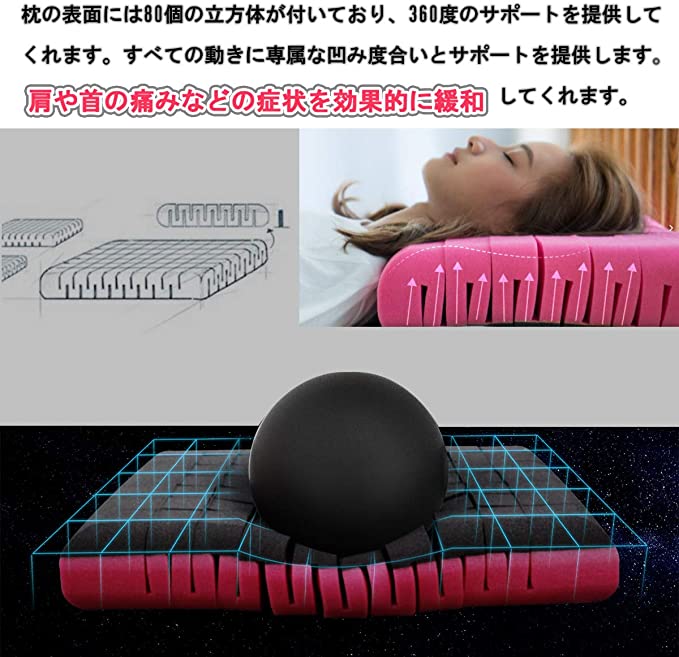 枕の表面には80個の立方体が付いており、360度のサポートを提供して
くれます。すべての動きに専属な凹み度合いとサポートを提供します。
肩や首の痛みなどの症状を効果的に緩和 してくれます。